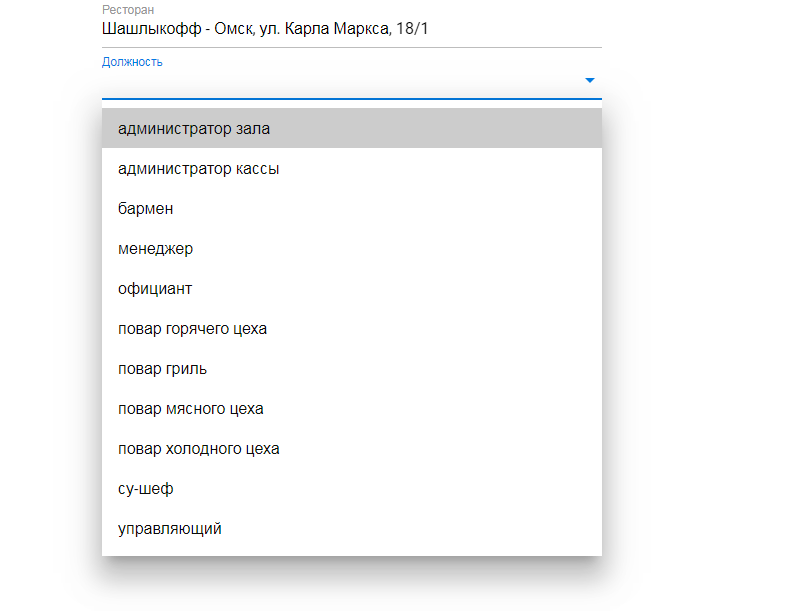 Ресторан
Шашлыкофф - Омск, ул. Карла Маркса, 18/1
Должность
администратор зала
администратор кассы
бармен
менеджер
официант
повар горячего цеха
повар гриль
повар мясного цеха
повар холодного цеха
су-шеф
управляющий